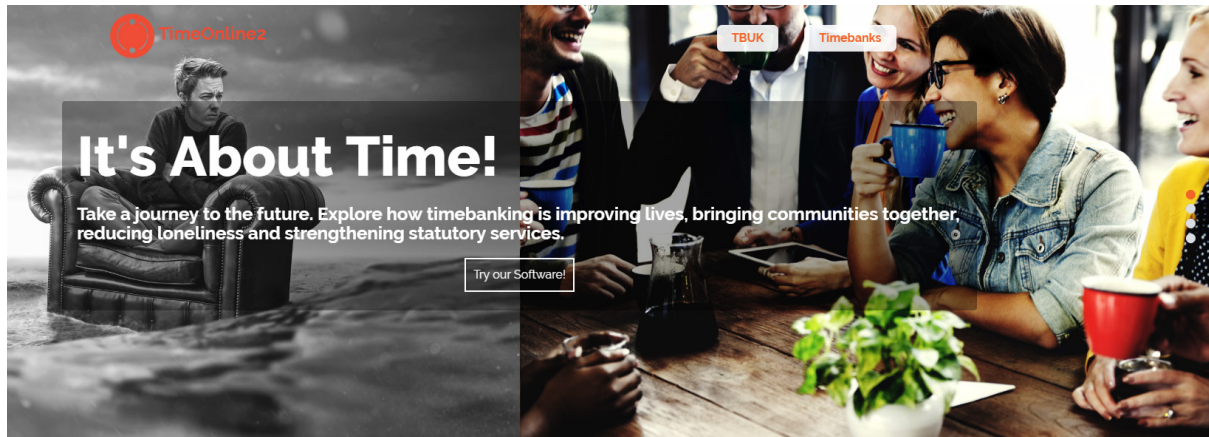 TimeOnline2
TBUK
Timebanks
It's About Time!
Take a journey to the future. Explore how timebanking is improving lives, bringing communities together,
reducing loneliness and strengthening statutory services.
Try our Software!